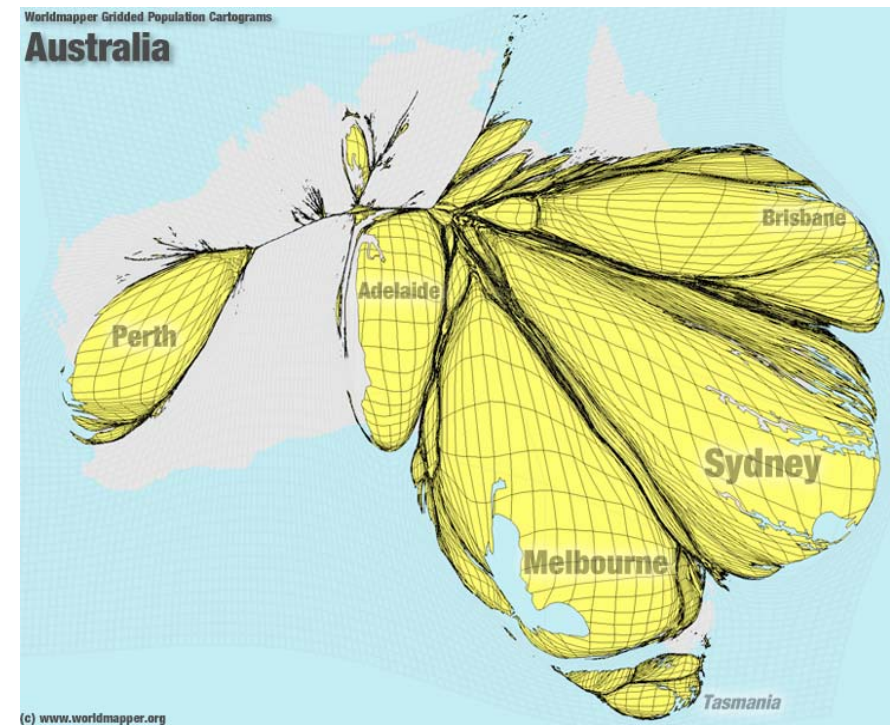 Worldmapper Gridded Population Cartograms
Australia
Brisbane
Adelaide
Perth
Sydney
Melbourne
Tasmania
(c) www.worldmapper.org